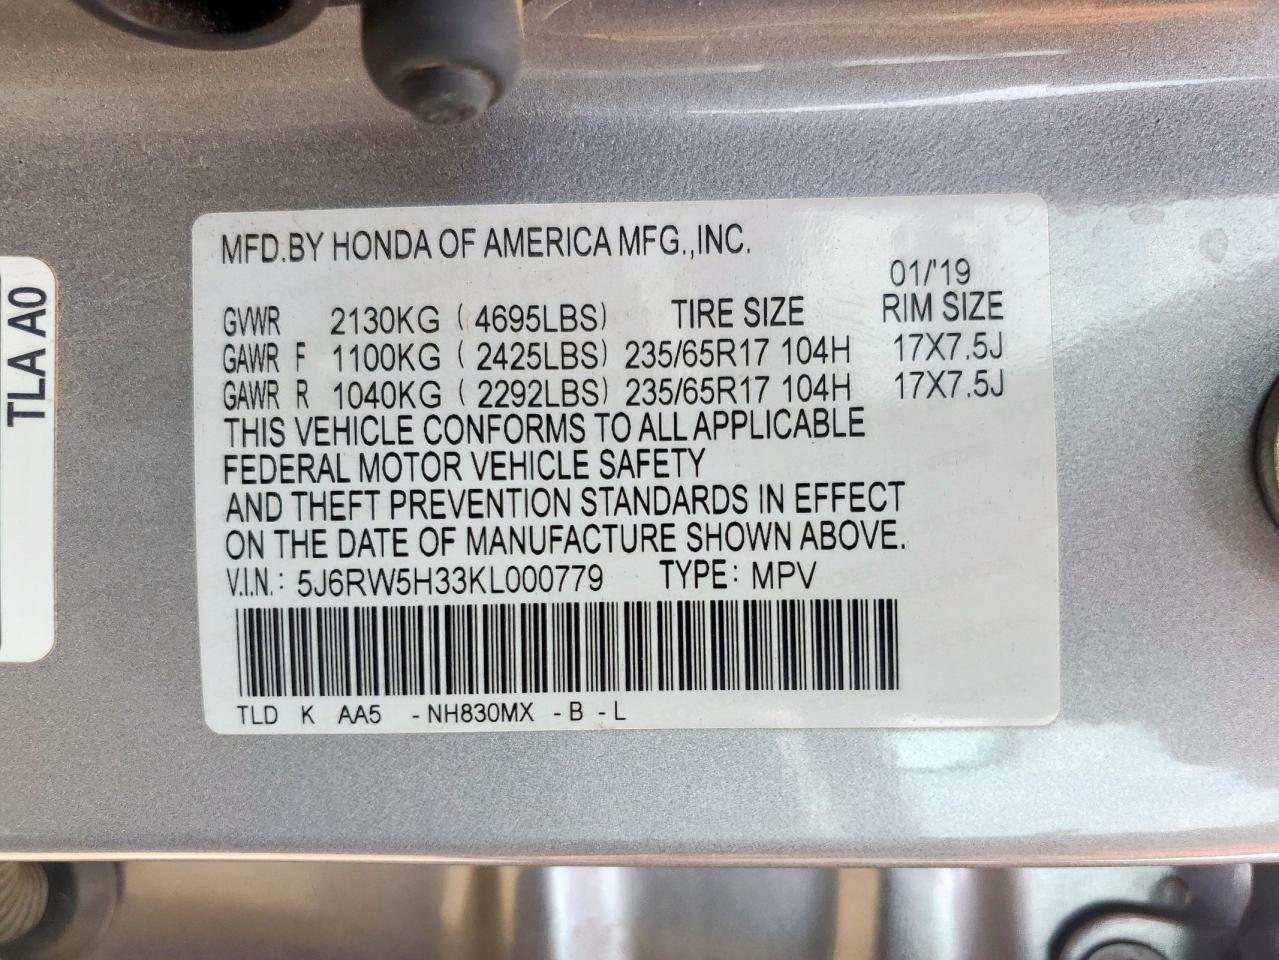 TLA A0
MFD.BY HONDA OF AMERICA MFG.,INC.
01/'19
GVWR 2130KG ( 4695LBS) TIRE SIZE RIM SIZE
GAWR F 1100KG ( 2425LBS) 235/65R17 104H 17X7.5J
GAWR R 1040KG ( 2292LBS) 235/65R17 104H 17X7.5J
THIS VEHICLE CONFORMS TO ALL APPLICABLE
FEDERAL MOTOR VEHICLE SAFETY
AND THEFT PREVENTION STANDARDS IN EFFECT
ON THE DATE OF MANUFACTURE SHOWN ABOVE.
V.I.N.: 5J6RW5H33KL000779 TYPE: MPV
TLD K AA5 -NH830MX -B -L